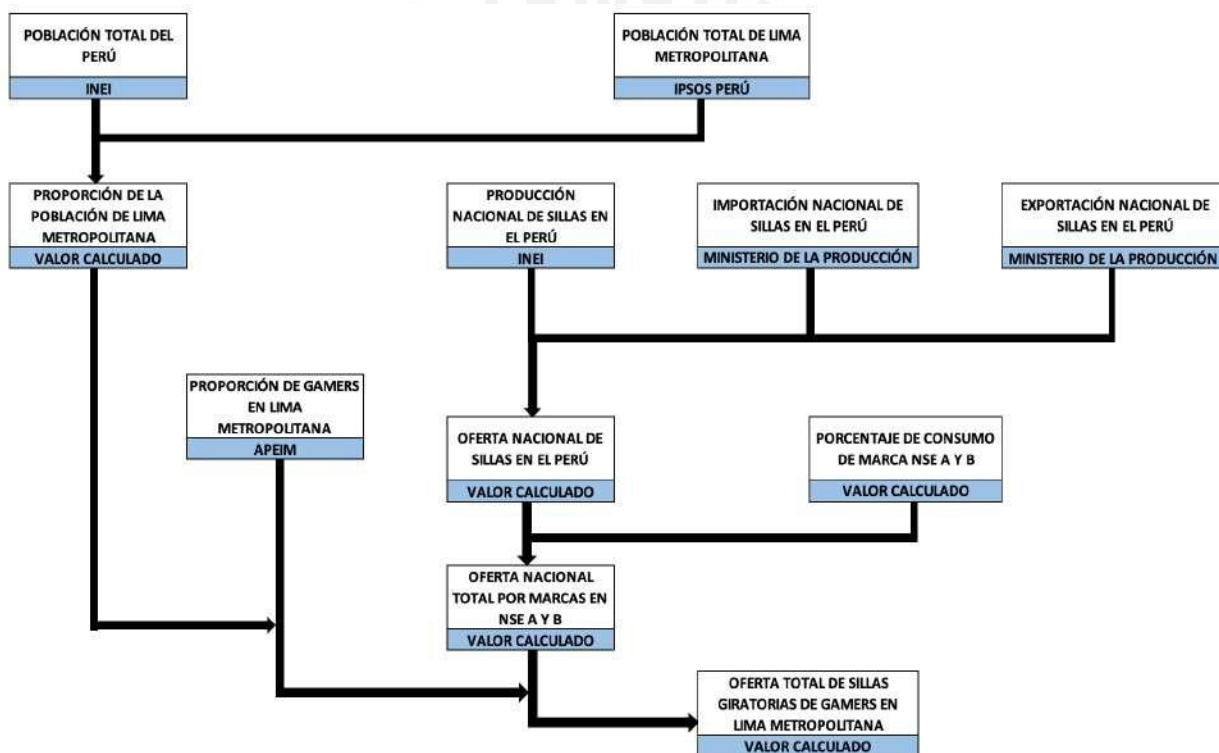 POBLACIÓN TOTAL DEL
PERÚ
INEI
POBLACIÓN TOTAL DE LIMA
METROPOLITANA
IPSOS PERÚ
PROPORCIÓN DE LA
POBLACIÓN DE LIMA
METROPOLITANA
VALOR CALCULADO
PRODUCCIÓN
NACIONAL DE SILLAS EN
EL PERÚ
INEI
IMPORTACIÓN NACIONAL DE
SILLAS EN EL PERÚ
MINISTERIO DE LA PRODUCCIÓN
EXPORTACIÓN NACIONAL DE
SILLAS EN EL PERÚ
MINISTERIO DE LA PRODUCCIÓN
PROPORCIÓN DE GAMERS
EN LIMA
METROPOLITANA
APEIM
OFERTA NACIONAL DE
SILLAS EN EL PERÚ
VALOR CALCULADO
PORCENTAJE DE CONSUMO
DE MARCA NSE A Y B
VALOR CALCULADO
OFERTA NACIONAL
TOTAL POR MARCAS EN
NSE A Y B
VALOR CALCULADO
OFERTA TOTAL DE SILLAS
GIRATORIAS DE GAMERS EN
LIMA METROPOLITANA
VALOR CALCULADO